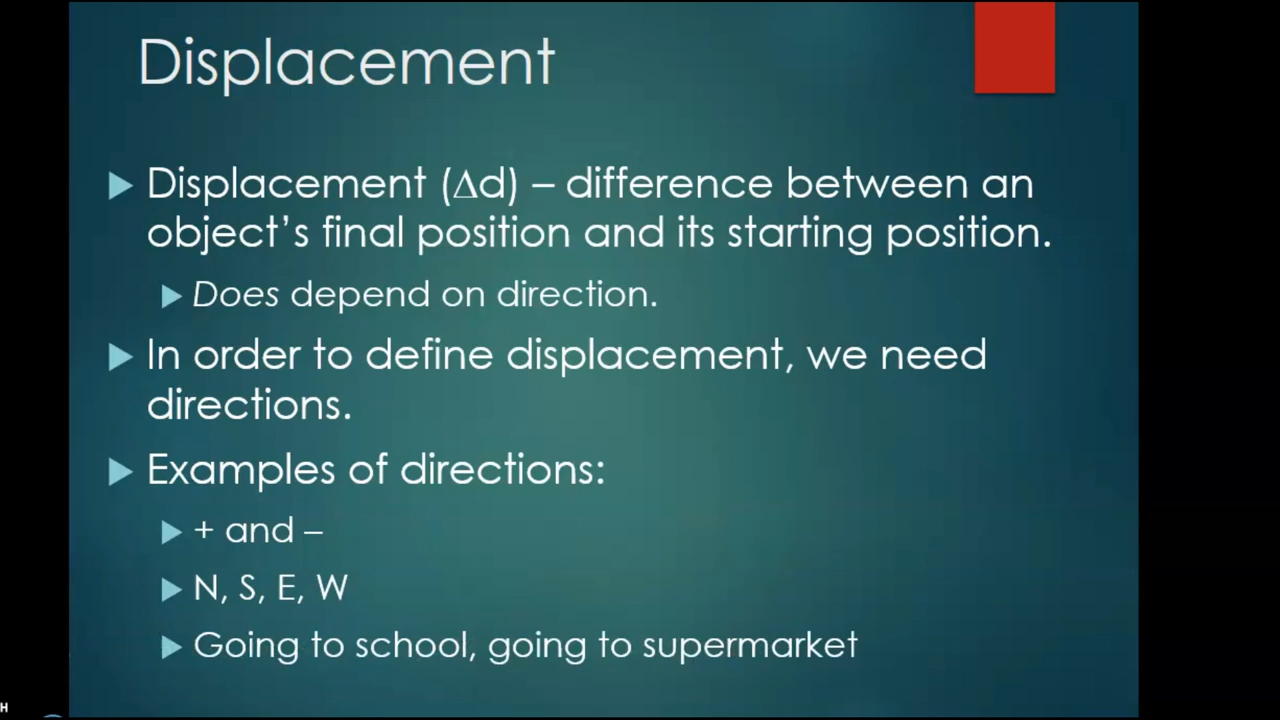 Displacement
Displacement (Δd) – difference between an
object’s final position and its starting position.
Does depend on direction.
In order to define displacement, we need
directions.
Examples of directions:
+ and –
N, S, E, W
Going to school, going to supermarket
H